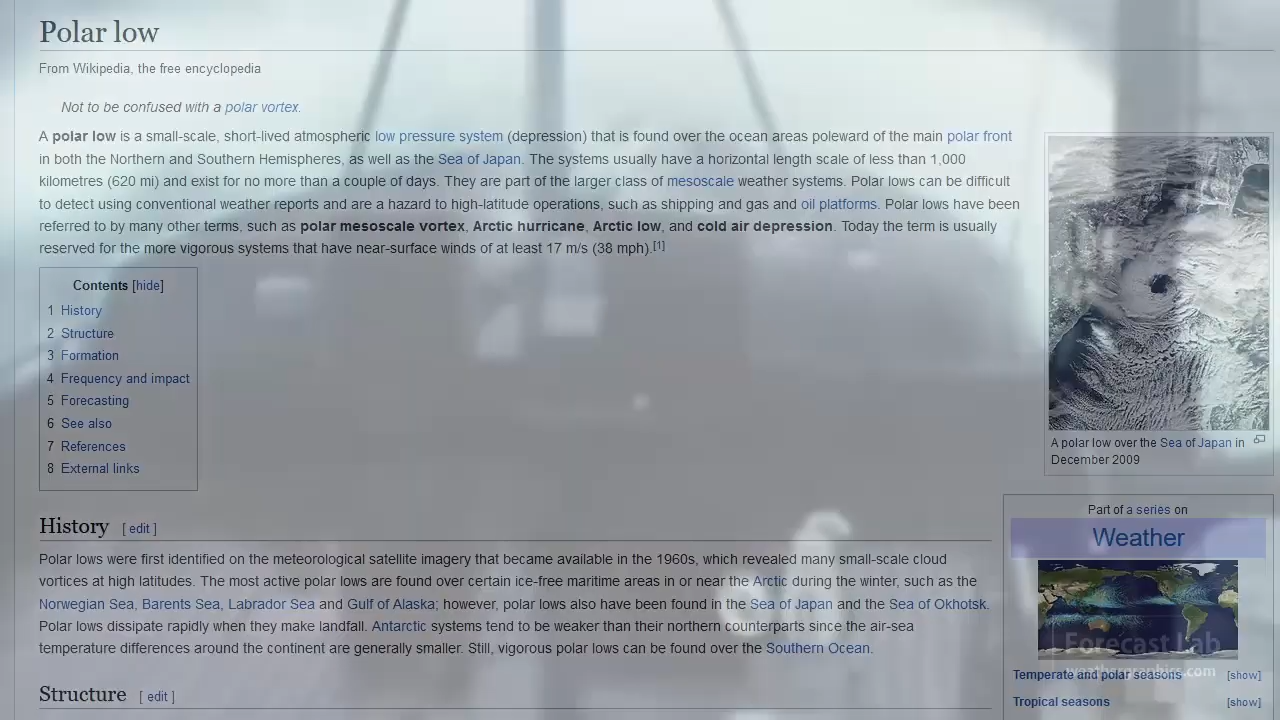 Polar low
From Wikipedia, the free encyclopedia
Not to be confused with a polar vortex.
A polar low is a small-scale, short-lived atmospheric low pressure system (depression) that is found over the ocean areas poleward of the main polar front
in both the Northern and Southern Hemispheres, as well as the Sea of Japan. The systems usually have a horizontal length scale of less than 1,000
kilometres (620 mi) and exist for no more than a couple of days. They are part of the larger class of mesoscale weather systems. Polar lows can be difficult
to detect using conventional weather reports and are a hazard to high-latitude operations, such as shipping and gas and oil platforms. Polar lows have been
referred to by many other terms, such as polar mesoscale vortex, Arctic hurricane, Arctic low, and cold air depression. Today the term is usually
reserved for the more vigorous systems that have near-surface winds of at least 17 m/s (38 mph).[1]
A polar low over the Sea of Japan in
December 2009
Contents [hide]
1 History
2 Structure
3 Formation
4 Frequency and impact
5 Forecasting
6 See also
7 References
8 External links
History [ edit ]
Polar lows were first identified on the meteorological satellite imagery that became available in the 1960s, which revealed many small-scale cloud
vortices at high latitudes. The most active polar lows are found over certain ice-free maritime areas in or near the Arctic during the winter, such as the
Norwegian Sea, Barents Sea, Labrador Sea and Gulf of Alaska; however, polar lows also have been found in the Sea of Japan and the Sea of Okhotsk.
Polar lows dissipate rapidly when they make landfall. Antarctic systems tend to be weaker than their northern counterparts since the air-sea
temperature differences around the continent are generally smaller. Still, vigorous polar lows can be found over the Southern Ocean.
Structure [ edit ]
Part of a series on
Weather
Forecast Lab
weathergraphics.com
Temperate and polar seasons [show]
Tropical seasons [show]